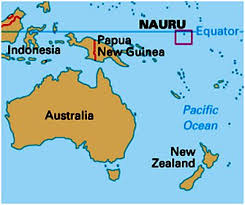 NAURU
Equator
Indonesia
Papua
New Guinea
Pacific
Ocean
Australia
New
Zealand